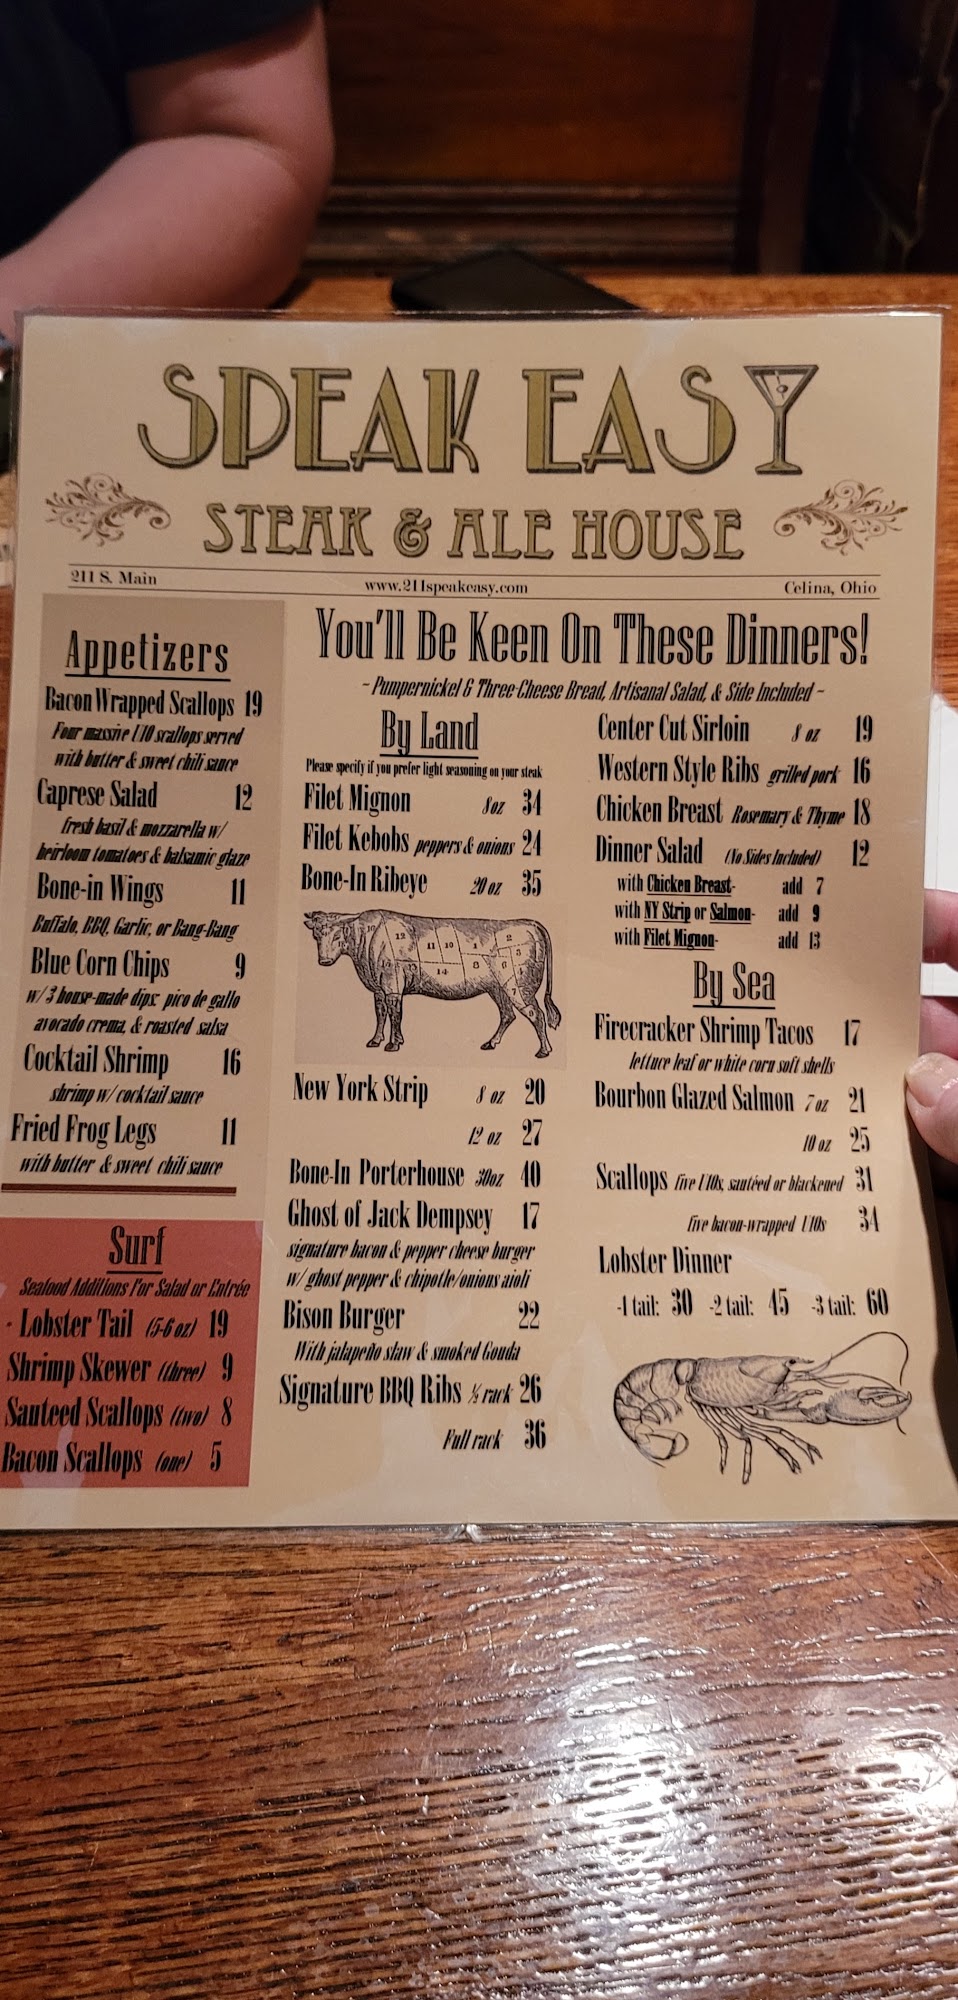 SPEAK EASY
STEAK & ALE HOUSE
211 S. Main www.211speakeasy.com Celina, Ohio
Appetizers
Bacon Wrapped Scallops 19
Four massive U10 scallops served
with butter & sweet chili sauce
Caprese Salad 12
fresh basil & mozzarella w/
heirloom tomatoes & balsamic glaze
Bone-in Wings 11
Buffalo, BBQ, Garlic, or Bang-Bang
Blue Corn Chips 9
w/ 3 house-made dips: pico de gallo
avocado crema, & roasted salsa
Cocktail Shrimp 16
shrimp w/ cocktail sauce
Fried Frog Legs 11
with butter & sweet chili sauce
Surf
Seafood Additions For Salad or Entrée
· Lobster Tail (5-6 oz) 19
Shrimp Skewer (three) 9
Sauteed Scallops (two) 8
Bacon Scallops (one) 5
You'll Be Keen On These Dinners!
~ Pumpernickel & Three-Cheese Bread, Artisanal Salad, & Side Included ~
By Land
Please specify if you prefer light seasoning on your steak
Filet Mignon 8oz 34
Filet Kebobs peppers & onions 24
Bone-In Ribeye 20 oz 35
New York Strip 8 oz 20
12 oz 27
Bone-In Porterhouse 30oz 40
Ghost of Jack Dempsey 17
signature bacon & pepper cheese burger
w/ ghost pepper & chipotle/onions aioli
Bison Burger 22
With jalapeño slaw & smoked Gouda
Signature BBQ Ribs ½ rack 26
Full rack 36
Center Cut Sirloin 8 oz 19
Western Style Ribs grilled pork 16
Chicken Breast Rosemary & Thyme 18
Dinner Salad (No Sides Included) 12
with Chicken Breast- add 7
with NY Strip or Salmon- add 9
with Filet Mignon- add 13
By Sea
Firecracker Shrimp Tacos 17
lettuce leaf or white corn soft shells
Bourbon Glazed Salmon 7 oz 21
10 oz 25
Scallops five U10s, sautéed or blackened 31
five bacon-wrapped U10s 34
Lobster Dinner
-1 tail: 30 -2 tail: 45 -3 tail: 60